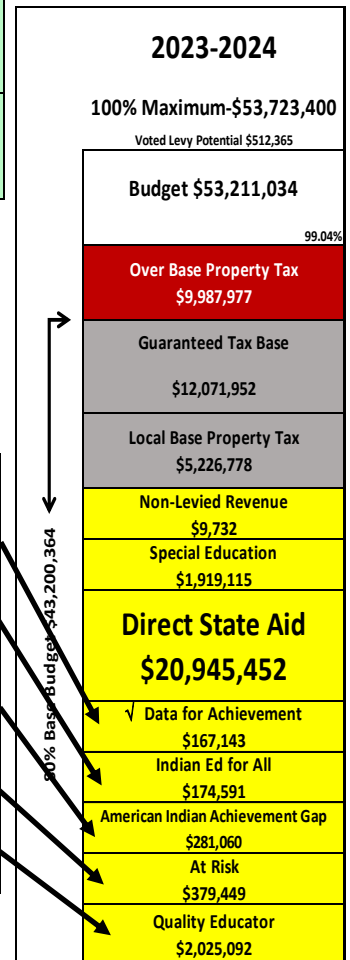 2023-2024
100% Maximum-$53,723,400
Voted Levy Potential $512,365
Budget $53,211,034
99.04%
Over Base Property Tax
$9,987,977
Guaranteed Tax Base
$12,071,952
Local Base Property Tax
$5,226,778
Non-Levied Revenue
$9,732
Special Education
$1,919,115
Direct State Aid
$20,945,452
√ Data for Achievement
$167,143
Indian Ed for All
$174,591
American Indian Achievement Gap
$281,060
At Risk
$379,449
Quality Educator
$2,025,092
80% Base Budget $43,200,364